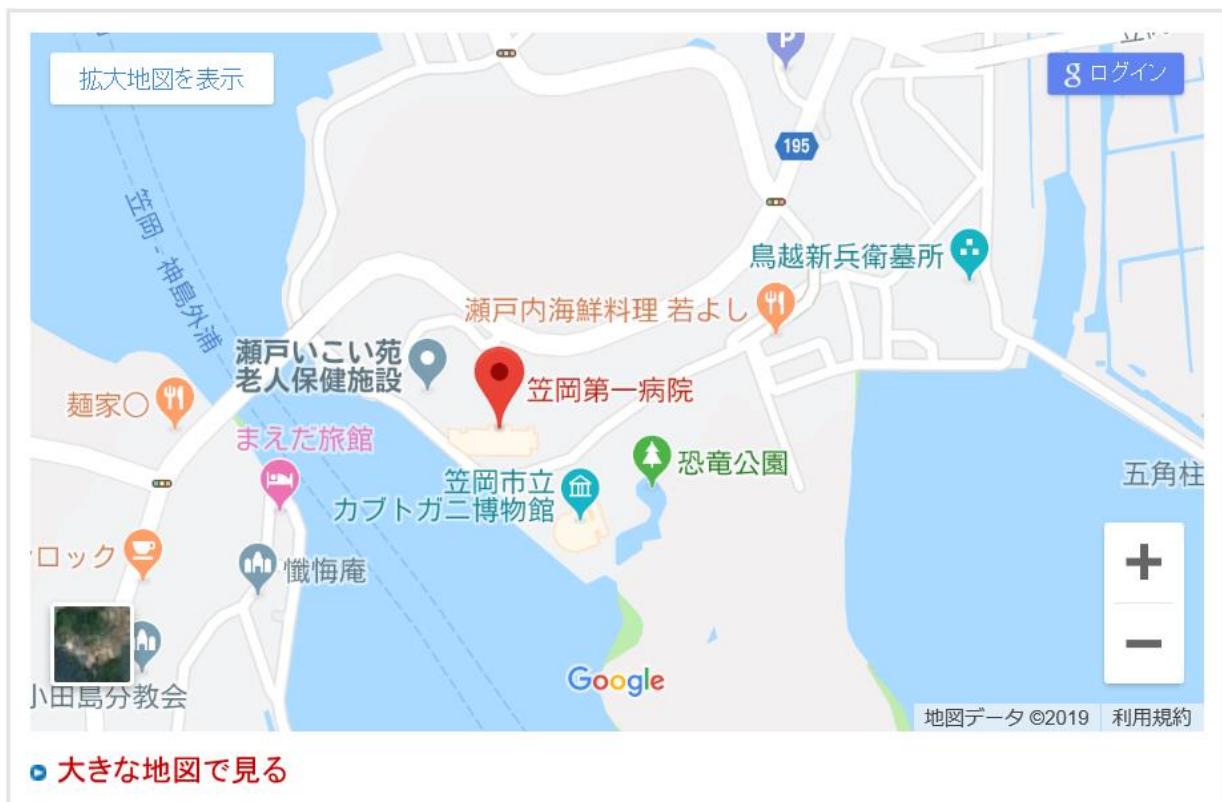 拡大地図を表示
P
g ログイン
195
笠岡 - 神島外浦
鳥越新兵衛墓所
瀬戸内海鮮料理 若よし
瀬戸いこい苑
老人保健施設
笠岡第一病院
麺家〇
まえだ旅館
恐竜公園
笠岡市立
カブトガニ博物館
五角柱
ロック
懺悔庵
小田島分教会
Google
地図データ ©2019
利用規約
大きな地図で見る